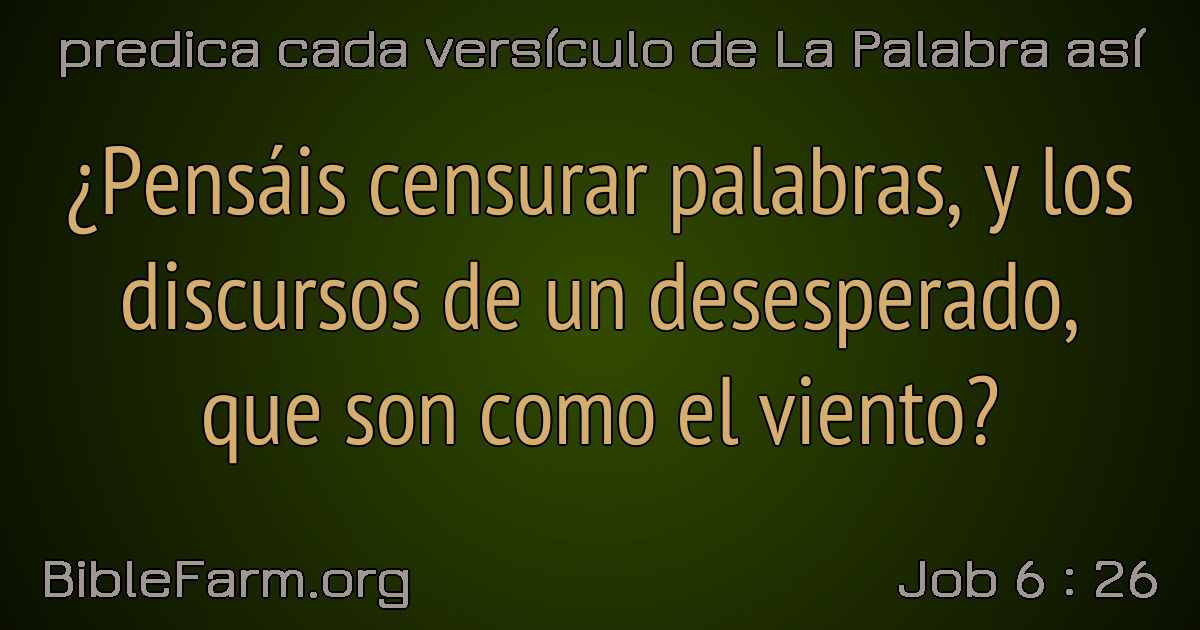 predica cada versículo de La Palabra así
¿Pensáis censurar palabras, y los
discursos de un desesperado,
que son como el viento?
BibleFarm.org
Job 6 : 26